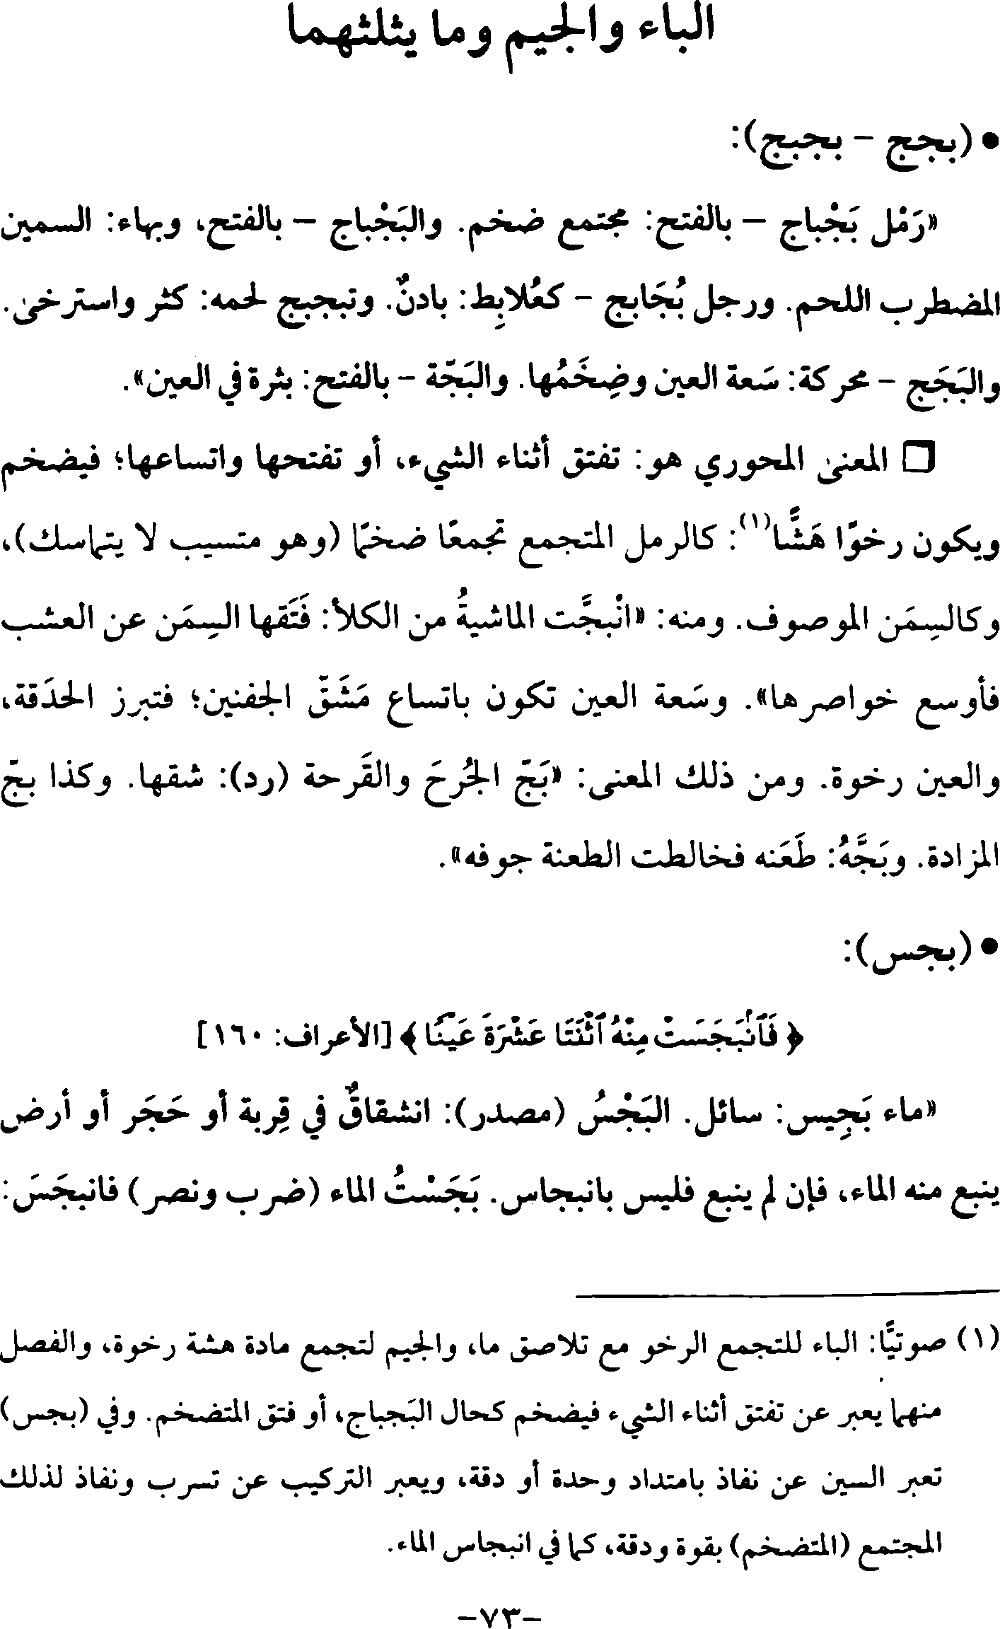 الباء والجيم وما يثلثهما
● (بجج – بجبج):
«رَمْل بَجْباج – بالفتح: مجتمع ضخم. والبَجْباج – بالفتح، وبهاء: السمين
المضطرب اللحم. ورجل بُجَابج – كعُلابِط: بادنٌ. وتبجبج لحمه: كثر واسترخىٰ.
والبَجَج – محركة: سَعة العين وضِخَمُها. والبَجّة – بالفتح: بثرة في العين».
□ المعنىٰ المحوري هو: تفتق أثناء الشيء، أو تفتحها واتساعها؛ فيضخم
ويكون رخوًا هَشًّا(١): كالرمل المتجمع تجمعًا ضخمًا (وهو متسيب لا يتماسك)،
وكالسِمَن الموصوف. ومنه: «انْبجَّت الماشيةُ من الكلأ: فَتَقها السِمَن عن العشب
فأوسع خواصرها». وسَعة العين تكون باتساع مَشَقّ الجفنين؛ فتبرز الحدَقة،
والعين رخوة. ومن ذلك المعنى: «بَجّ الجُرحَ والقَرحة (رد): شقها. وكذا بجّ
المزادة. وبَجَّهُ: طَعَنه فخالطت الطعنة جوفه».
● (بجس):
﴿ فَٱنۢبَجَسَتْ مِنْهُ ٱثْنَتَا عَشْرَةَ عَيْنًا ﴾ [الأعراف: ١٦٠]
«ماء بَجِيس: سائل. البَجْسُ (مصدر): انشقاقٌ في قِربة أو حَجَر أو أرض
ينبع منه الماء، فإن لم ينبع فليس بانبجاس. بَجَسْتُ الماء (ضرب ونصر) فانبجَسَ:
(١) صوتيًّا: الباء للتجمع الرخو مع تلاصق ما، والجيم لتجمع مادة هشة رخوة، والفصل
منهما يعبر عن تفتق أثناء الشيء فيضخم كحال البَجباج، أو فتق المتضخم. وفي (بجس)
تعبر السين عن نفاذ بامتداد وحدة أو دقة، ويعبر التركيب عن تسرب ونفاذ لذلك
المجتمع (المتضخم) بقوة ودقة، كما في انبجاس الماء.
-٧٣-